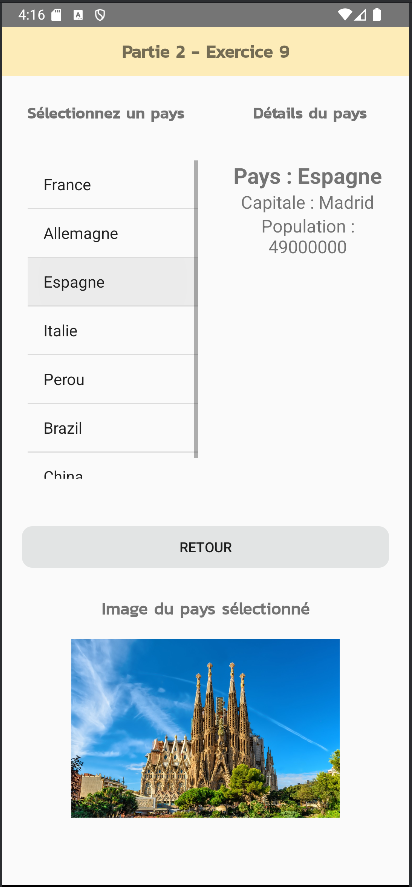 4:16
Partie 2 - Exercice 9
Sélectionnez un pays
Détails du pays
France
Allemagne
Espagne
Italie
Perou
Brazil
China
Pays : Espagne
Capitale : Madrid
Population :
49000000
RETOUR
Image du pays sélectionné